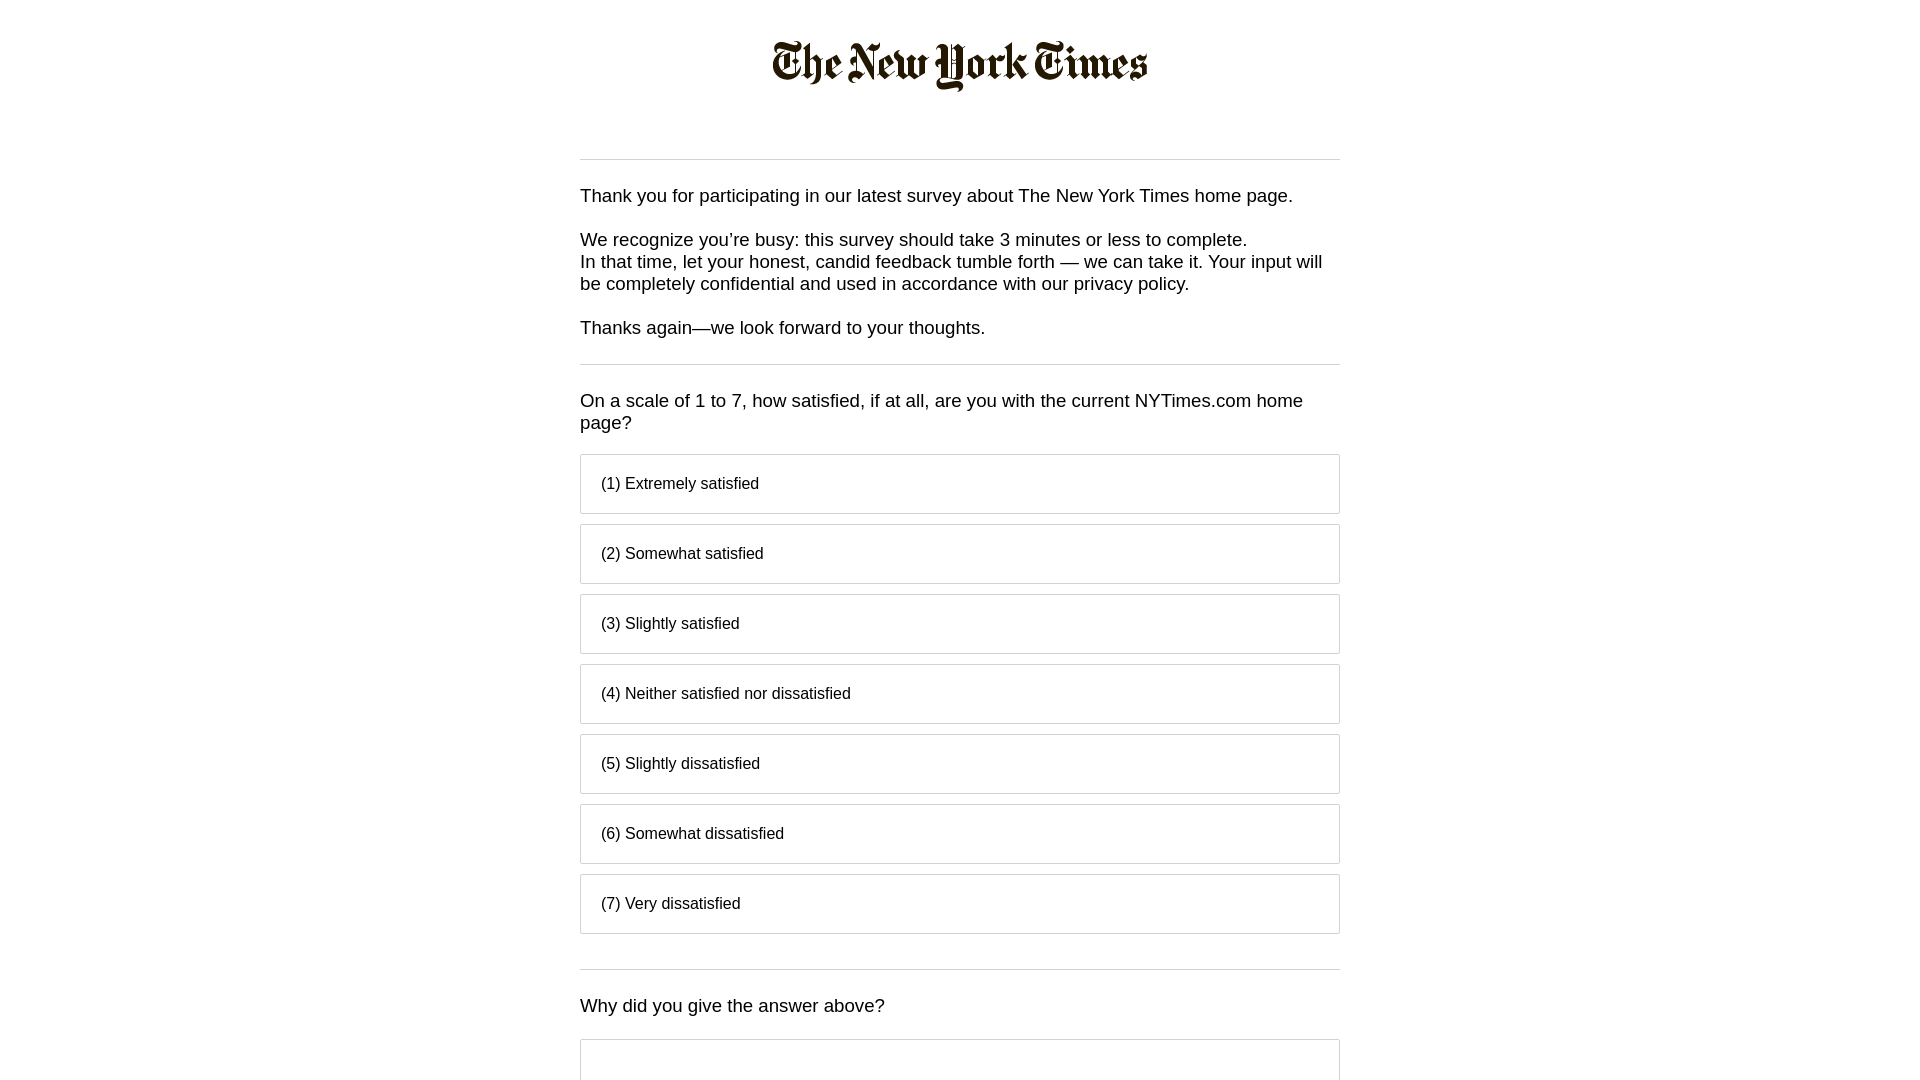 The New York Times
Thank you for participating in our latest survey about The New York Times home page.
We recognize you’re busy: this survey should take 3 minutes or less to complete.
In that time, let your honest, candid feedback tumble forth — we can take it. Your input will
be completely confidential and used in accordance with our privacy policy.
Thanks again—we look forward to your thoughts.
On a scale of 1 to 7, how satisfied, if at all, are you with the current NYTimes.com home
page?
(1) Extremely satisfied
(2) Somewhat satisfied
(3) Slightly satisfied
(4) Neither satisfied nor dissatisfied
(5) Slightly dissatisfied
(6) Somewhat dissatisfied
(7) Very dissatisfied
Why did you give the answer above?